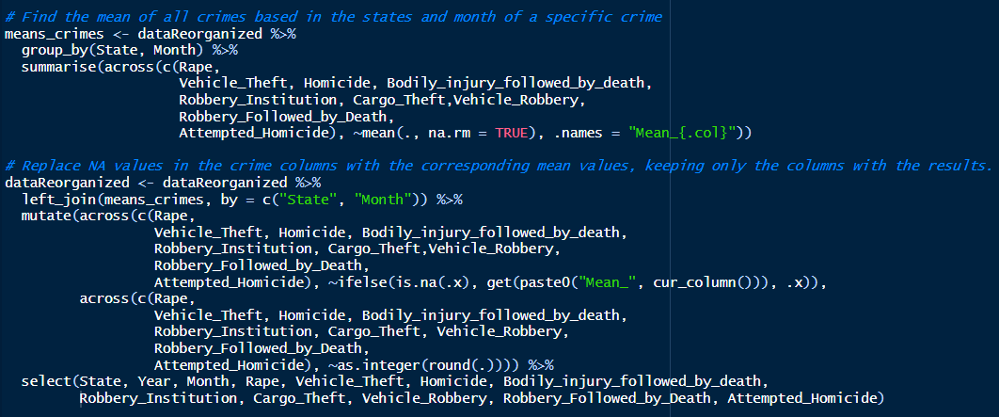 # Find the mean of all crimes based in the states and month of a specific crime
means_crimes <- dataReorganized %>%
  group_by(State, Month) %>%
  summarise(across(c(Rape,
                     Vehicle_Theft, Homicide, Bodily_injury_followed_by_death,
                     Robbery_Institution, Cargo_Theft,Vehicle_Robbery,
                     Robbery_Followed_by_Death,
                     Attempted_Homicide), ~mean(., na.rm = TRUE), .names = "Mean_{.col}"))

# Replace NA values in the crime columns with the corresponding mean values, keeping only the columns with the results.
dataReorganized <- dataReorganized %>%
  left_join(means_crimes, by = c("State", "Month")) %>%
  mutate(across(c(Rape,
                  Vehicle_Theft, Homicide, Bodily_injury_followed_by_death,
                  Robbery_Institution, Cargo_Theft,Vehicle_Robbery,
                  Robbery_Followed_by_Death,
                  Attempted_Homicide), ~ifelse(is.na(.x), get(paste0("Mean_", cur_column())), .x)),
         across(c(Rape,
                  Vehicle_Theft, Homicide, Bodily_injury_followed_by_death,
                  Robbery_Institution, Cargo_Theft, Vehicle_Robbery,
                  Robbery_Followed_by_Death,
                  Attempted_Homicide), ~as.integer(round(.)))) %>%
  select(State, Year, Month, Rape, Vehicle_Theft, Homicide, Bodily_injury_followed_by_death,
         Robbery_Institution, Cargo_Theft, Vehicle_Robbery, Robbery_Followed_by_Death, Attempted_Homicide)